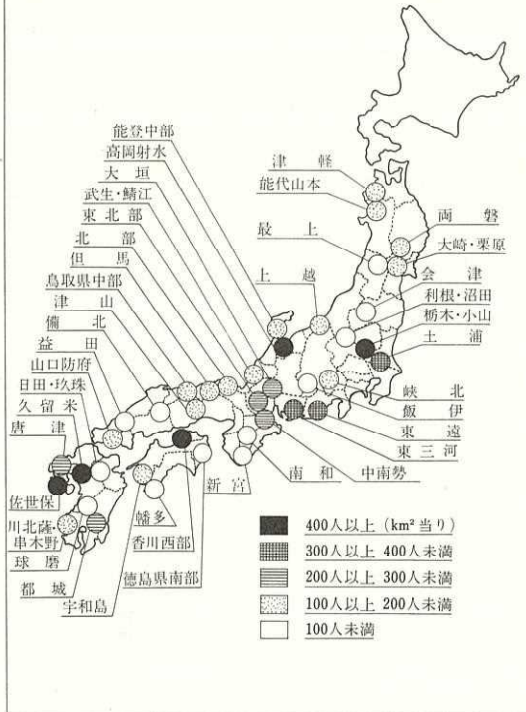 能登中部
高岡射水
大垣
武生・鯖江
東北部
北部
但馬
鳥取県中部
津山
備北
益田
山口防府
日田・玖珠
久留米
唐津
佐世保
川北薩・
串木野
球磨
都城
宇和島
徳島県南部
香川西部
幡多
新宮
南和
中南勢
東三河
東遠
飯伊
峡北
土浦
栃木・小山
利根・沼田
会津
大崎・栗原
両磐
津軽
能代山本
最上
上越
400人以上 (km²当り)
300人以上 400人未満
200人以上 300人未満
100人以上 200人未満
100人未満